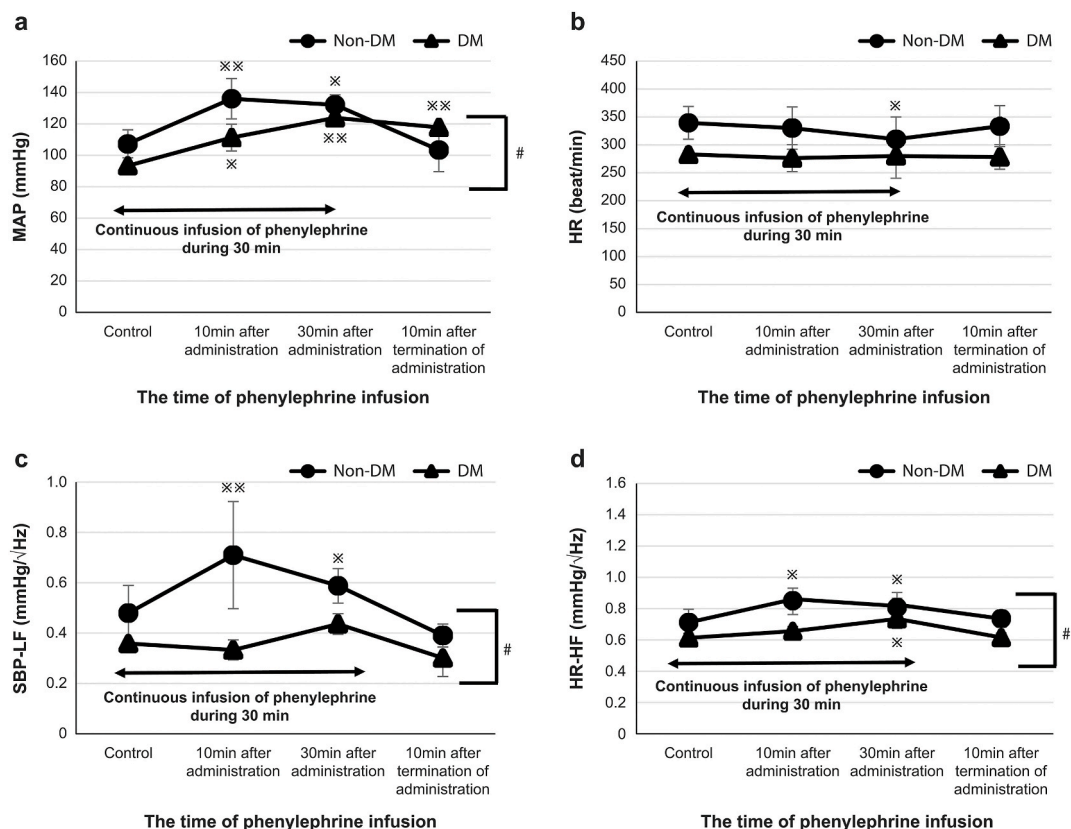 a
Non-DM DM
MAP (mmHg)
160
140
120
100
80
60
40
20
0
※※
※
※※
※
※※
#
Continuous infusion of phenylephrine
during 30 min
Control
10min after
administration
30min after
administration
10min after
termination of
administration
The time of phenylephrine infusion
b
Non-DM DM
HR (beat/min)
450
400
350
300
250
200
350
100
50
0
※
Continuous infusion of phenylephrine
during 30 min
Control
10min after
administration
30min after
administration
10min after
termination of
administration
The time of phenylephrine infusion
c
Non-DM DM
SBP-LF (mmHg/√Hz)
1.0
0.8
0.6
0.4
0.2
0
※※
※
#
Continuous infusion of phenylephrine
during 30 min
Control
10min after
administration
30min after
administration
10min after
termination of
administration
The time of phenylephrine infusion
d
Non-DM DM
HR-HF (mmHg/√Hz)
1.6
1.4
1.2
1.0
0.8
0.6
0.4
0.2
0
※
※
※
#
Continuous infusion of phenylephrine
during 30 min
Control
10min after
administration
30min after
administration
10min after
termination of
administration
The time of phenylephrine infusion